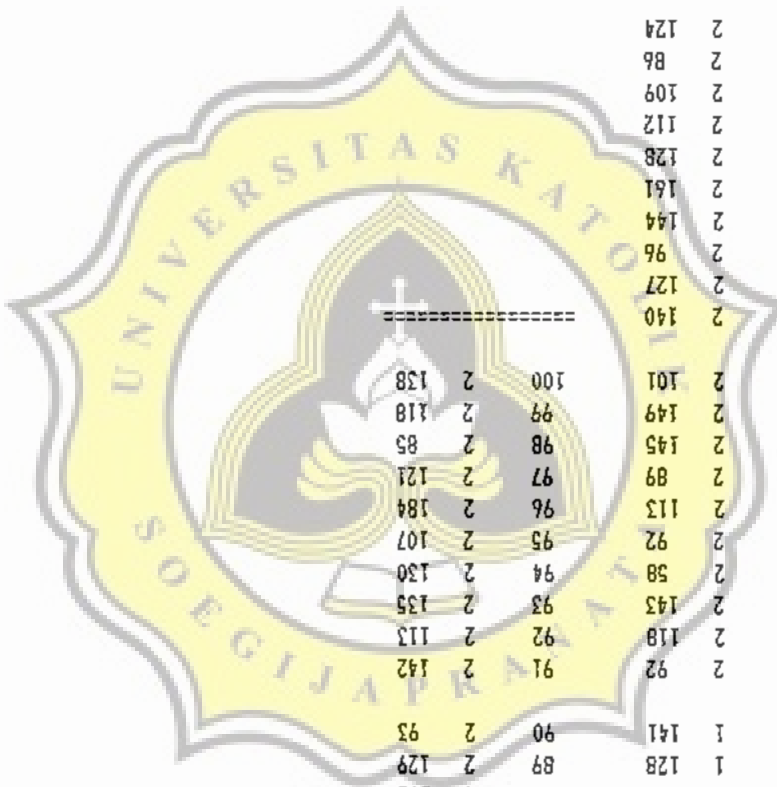 UNIVERSITAS KATOLIK
SOEGIJAPRANATA
1 128 89 2 129
1 141 90 2 93
2 92 91 2 142
2 118 92 2 113
2 143 93 2 135
2 58 94 2 130
2 92 95 2 107
2 113 96 2 184
2 89 97 2 121
2 145 98 2 85
2 149 99 2 118
2 101 100 2 138
2 140 =================
2 127
2 96
2 144
2 161
2 128
2 112
2 109
2 86
2 124